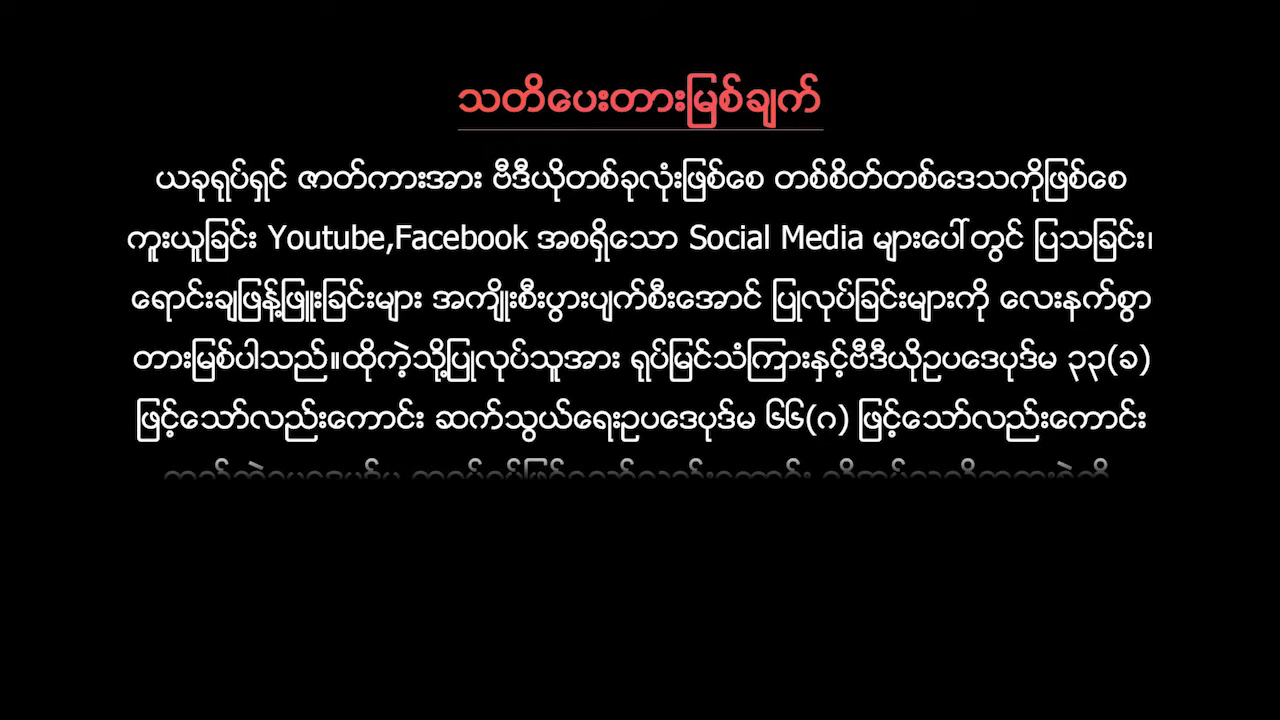 သတိပေးတားမြစ်ချက်
ယခုရုပ်ရှင် ဇာတ်ကားအား ဗီဒီယိုတစ်ခုလုံးဖြစ်စေ တစ်စိတ်တစ်ဒေသကိုဖြစ်စေ
ကူးယူခြင်း Youtube,Facebook အစရှိသော Social Media များပေါ်တွင် ပြသခြင်း၊
ရောင်းချဖြန့်ဖြူးခြင်းများ အကျိုးစီးပွားပျက်စီးအောင် ပြုလုပ်ခြင်းများကို လေးနက်စွာ
တားမြစ်ပါသည်။ထိုကဲ့သို့ပြုလုပ်သူအား ရုပ်မြင်သံကြားနှင့်ဗီဒီယိုဥပဒေပုဒ်မ ၃၃(ခ)
ဖြင့်သော်လည်းကောင်း ဆက်သွယ်ရေးဥပဒေပုဒ်မ ၆၆(ဂ) ဖြင့်သော်လည်းကောင်း